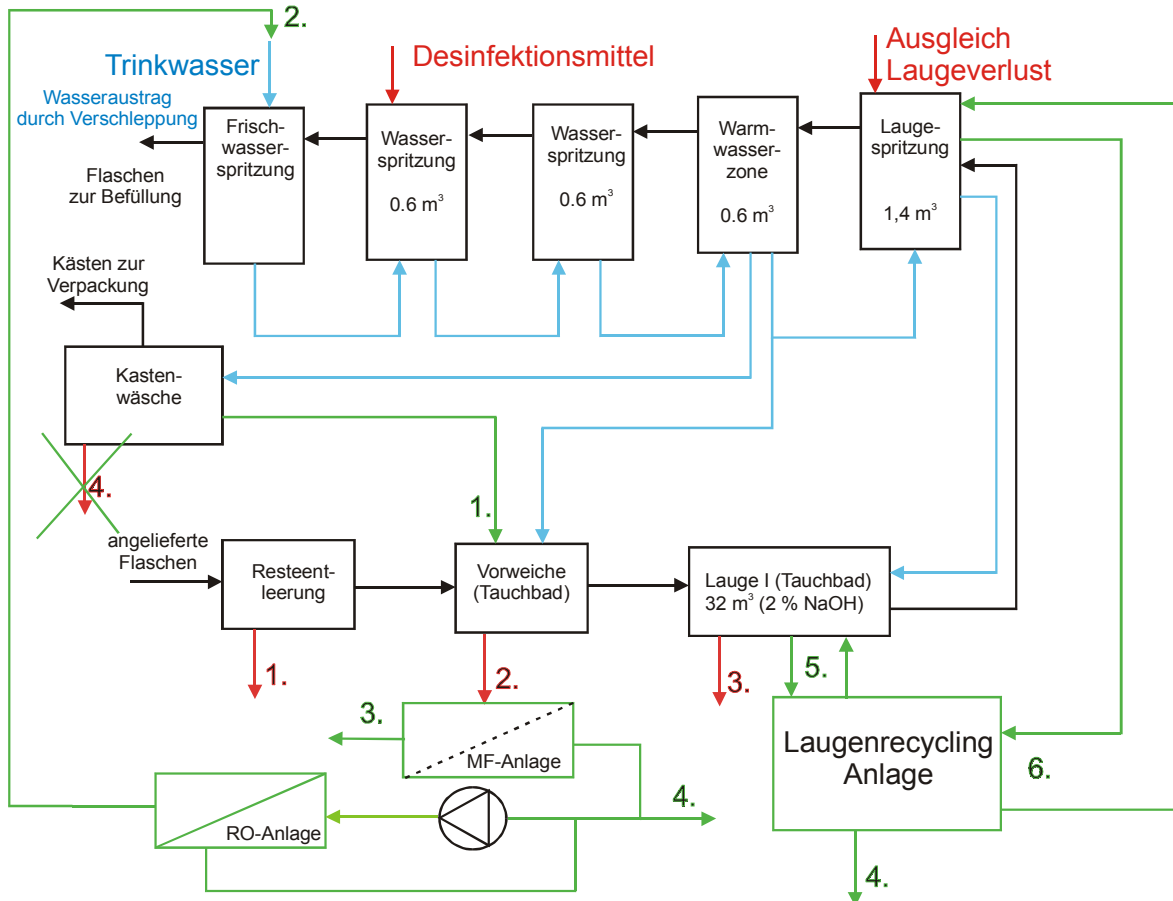 2.
Trinkwasser
Desinfektionsmittel
Ausgleich
Laugeverlust
Wasseraustrag
durch Verschleppung
Frisch-
wasser-
spritzung
Wasser-
spritzung
0.6 m³
Wasser-
spritzung
0.6 m³
Warm-
wasser-
zone
0.6 m³
Lauge-
spritzung
1,4 m³
Flaschen
zur Befüllung
Kästen zur
Verpackung
Kasten-
wäsche
4.
1.
angelieferte
Flaschen
Resteent-
leerung
Vorweiche
(Tauchbad)
Lauge I (Tauchbad)
32 m³ (2 % NaOH)
1.
2.
3.
5.
3.
MF-Anlage
Laugenrecycling
Anlage
6.
RO-Anlage
4.
4.